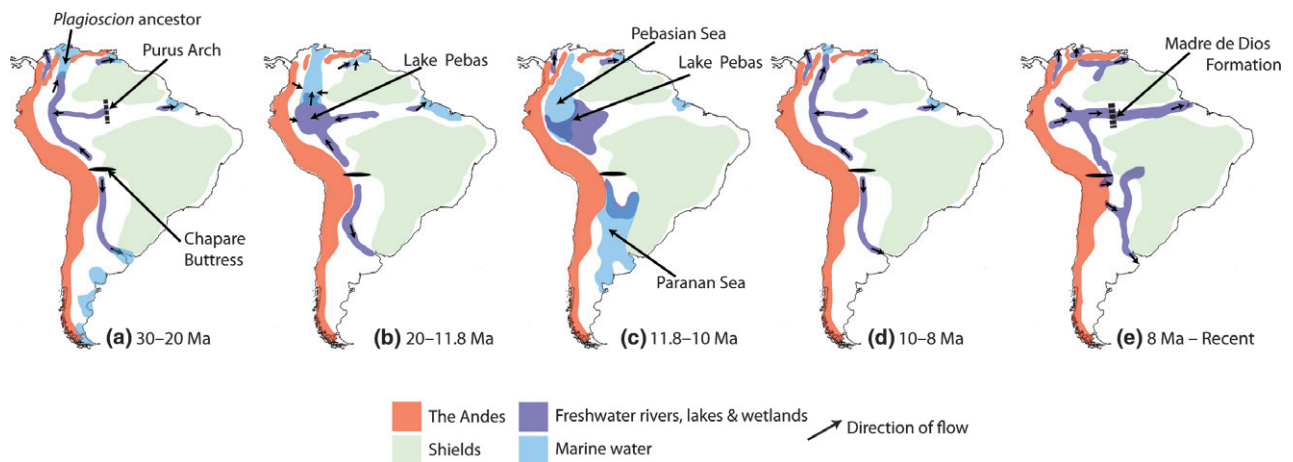 Plagioscion ancestor
Purus Arch
Chapare
Buttress
(a) 30–20 Ma
Lake Pebas
(b) 20–11.8 Ma
Pebasian Sea
Lake Pebas
Paranan Sea
(c) 11.8–10 Ma
(d) 10–8 Ma
Madre de Dios
Formation
(e) 8 Ma – Recent
The Andes
Shields
Freshwater rivers, lakes & wetlands
Marine water
Direction of flow